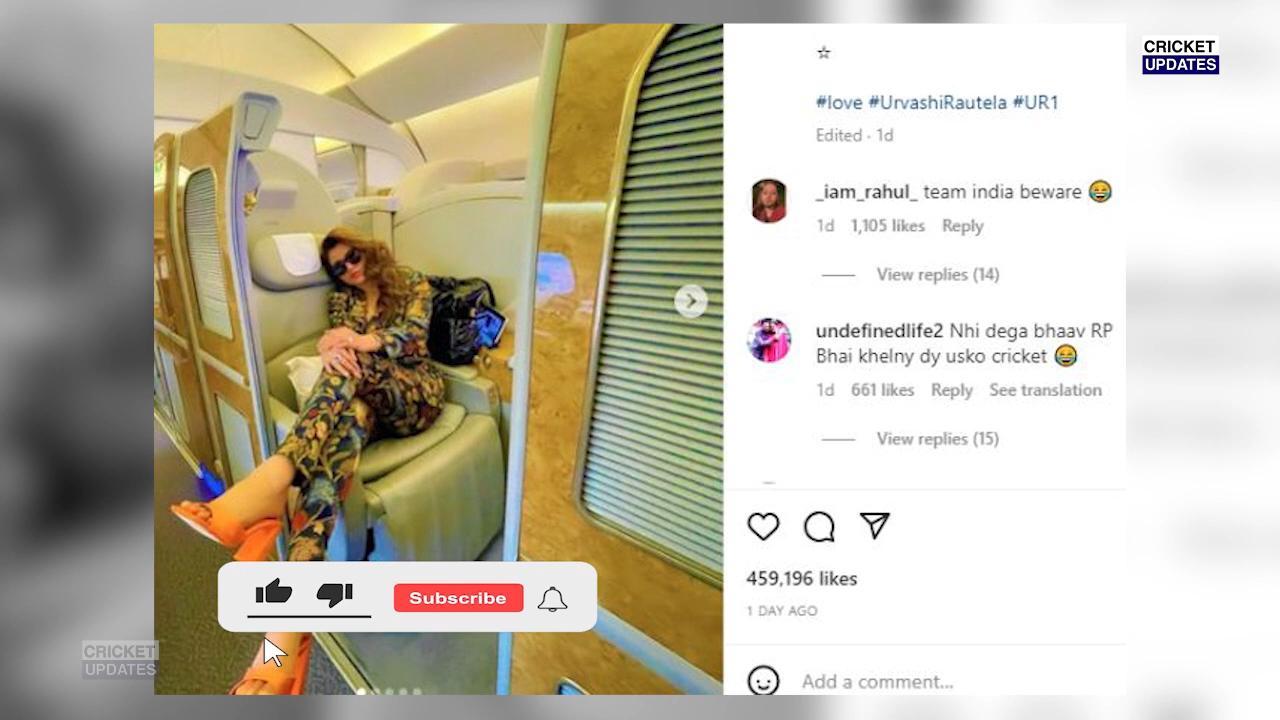 CRICKET
UPDATES
#love #UrvashiRautela #UR1
Edited · 1d
_iam_rahul_ team india beware 😂
1d 1,105 likes Reply
View replies (14)
undefinedlife2 Nhi dega bhaav RP
Bhai khelny dy usko cricket 😂
1d 661 likes Reply See translation
View replies (15)
459,196 likes
1 DAY AGO
Add a comment...
Subscribe
CRICKET
UPDATES